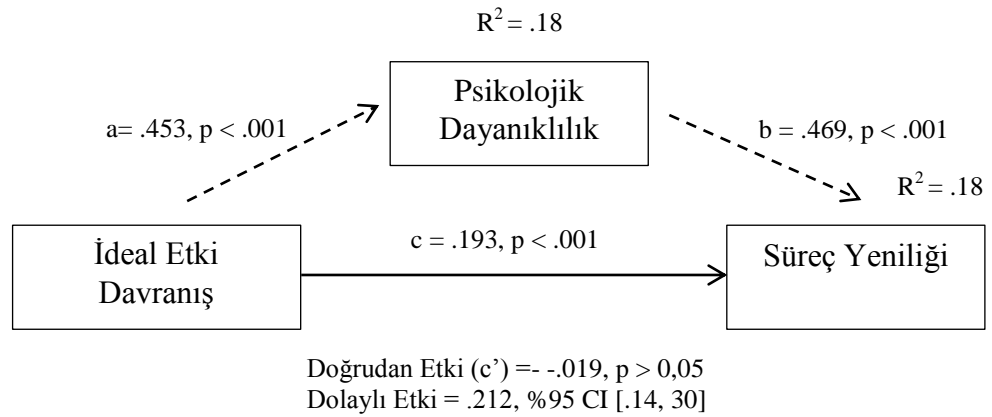 R² = .18
Psikolojik
Dayanıklılık
a= .453, p < .001
b = .469, p < .001
R² = .18
İdeal Etki
Davranış
c = .193, p < .001
Süreç Yeniliği
Doğrudan Etki (c’) =- -.019, p > 0,05
Dolaylı Etki = .212, %95 CI [.14, 30]